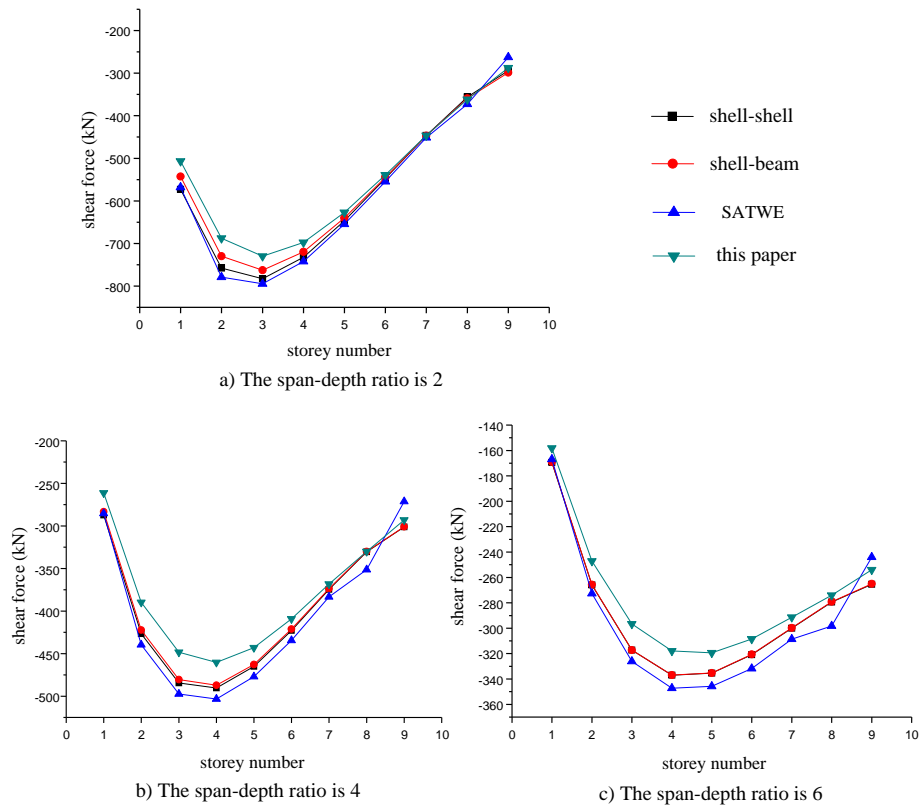 -200
-300
-400
-500
-600
-700
-800
shear force (kN)
0 1 2 3 4 5 6 7 8 9 10
storey number
a) The span-depth ratio is 2
shell-shell
shell-beam
SATWE
this paper
-200
-250
-300
-350
-400
-450
-500
shear force (kN)
0 1 2 3 4 5 6 7 8 9 10
storey number
b) The span-depth ratio is 4
-140
-160
-180
-200
-220
-240
-260
-280
-300
-320
-340
-360
shear force (kN)
0 1 2 3 4 5 6 7 8 9 10
storey number
c) The span-depth ratio is 6